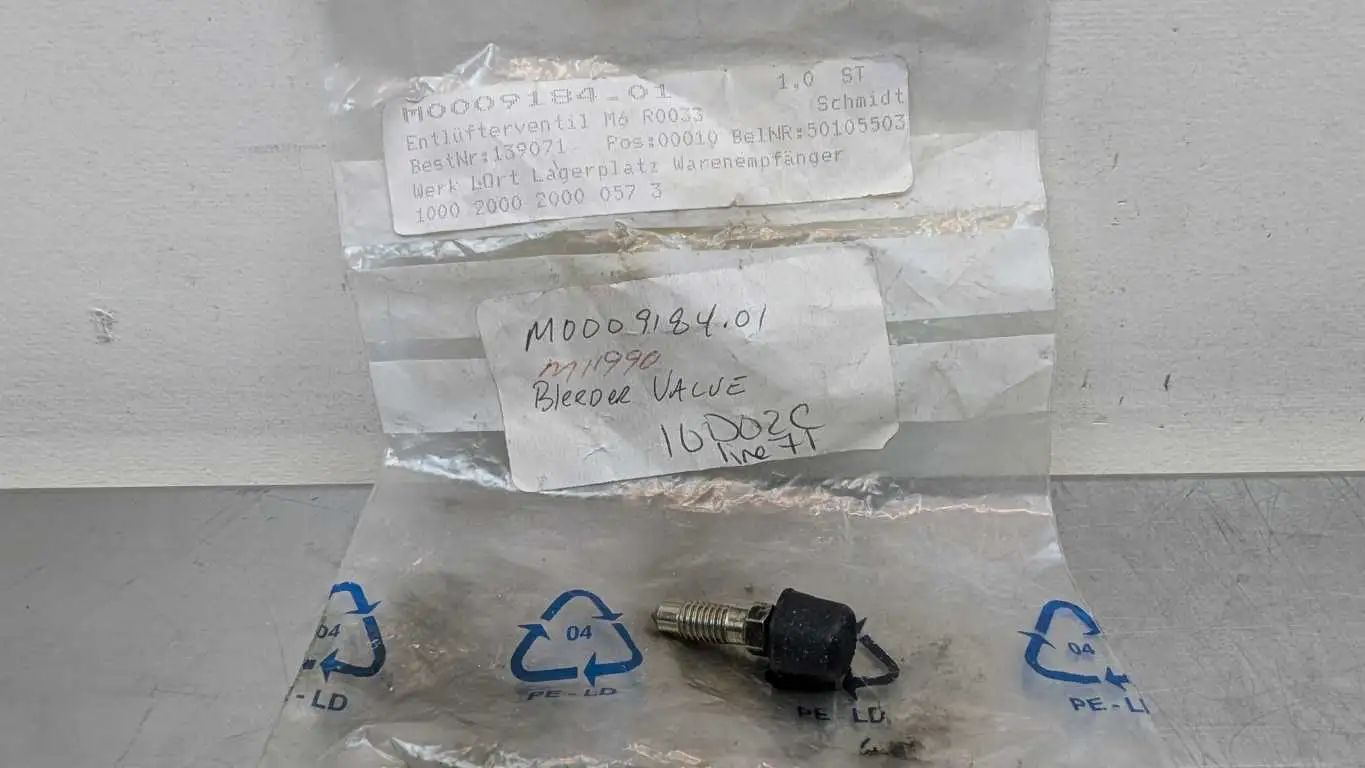 M0009184.01 1,0 ST
Entlüfterventil M6 R0033 Schmidt
BestNr:139071 Pos:00010 BelNR:50105503
Werk LOrt Lagerplatz Warenempfänger
1000 2000 2000 057 3
M0009184.01
M11990
Bleeder VALVE
10D02C
line 71
04
PE-LD
04
PE-LD
04
PE-LD
PE LD